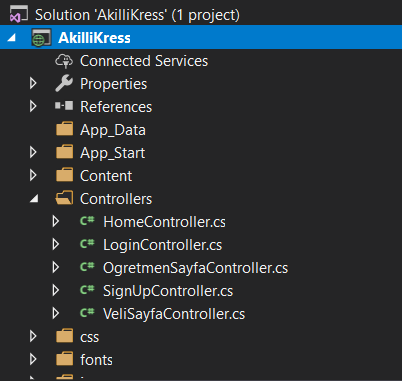 Solution 'AkilliKress' (1 project)
AkilliKress
Connected Services
Properties
References
App_Data
App_Start
Content
Controllers
C# HomeController.cs
C# LoginController.cs
C# OgretmenSayfaController.cs
C# SignUpController.cs
C# VeliSayfaController.cs
css
fonts